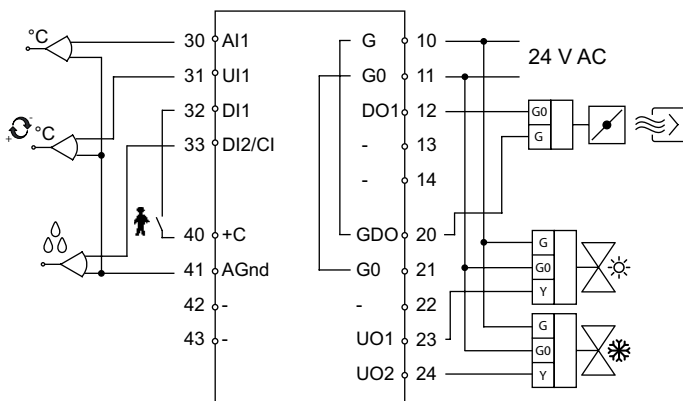 °C 30 AI1 G 10
31 UI1 G0 11 24 V AC
32 DI1 DO1 12 G0
+ °C - 33 DI2/CI - 13 G
- 14
40 +C GDO 20 G
41 AGnd G0 21 G0
42 - - 22 Y
43 - UO1 23 G
G0
UO2 24 Y